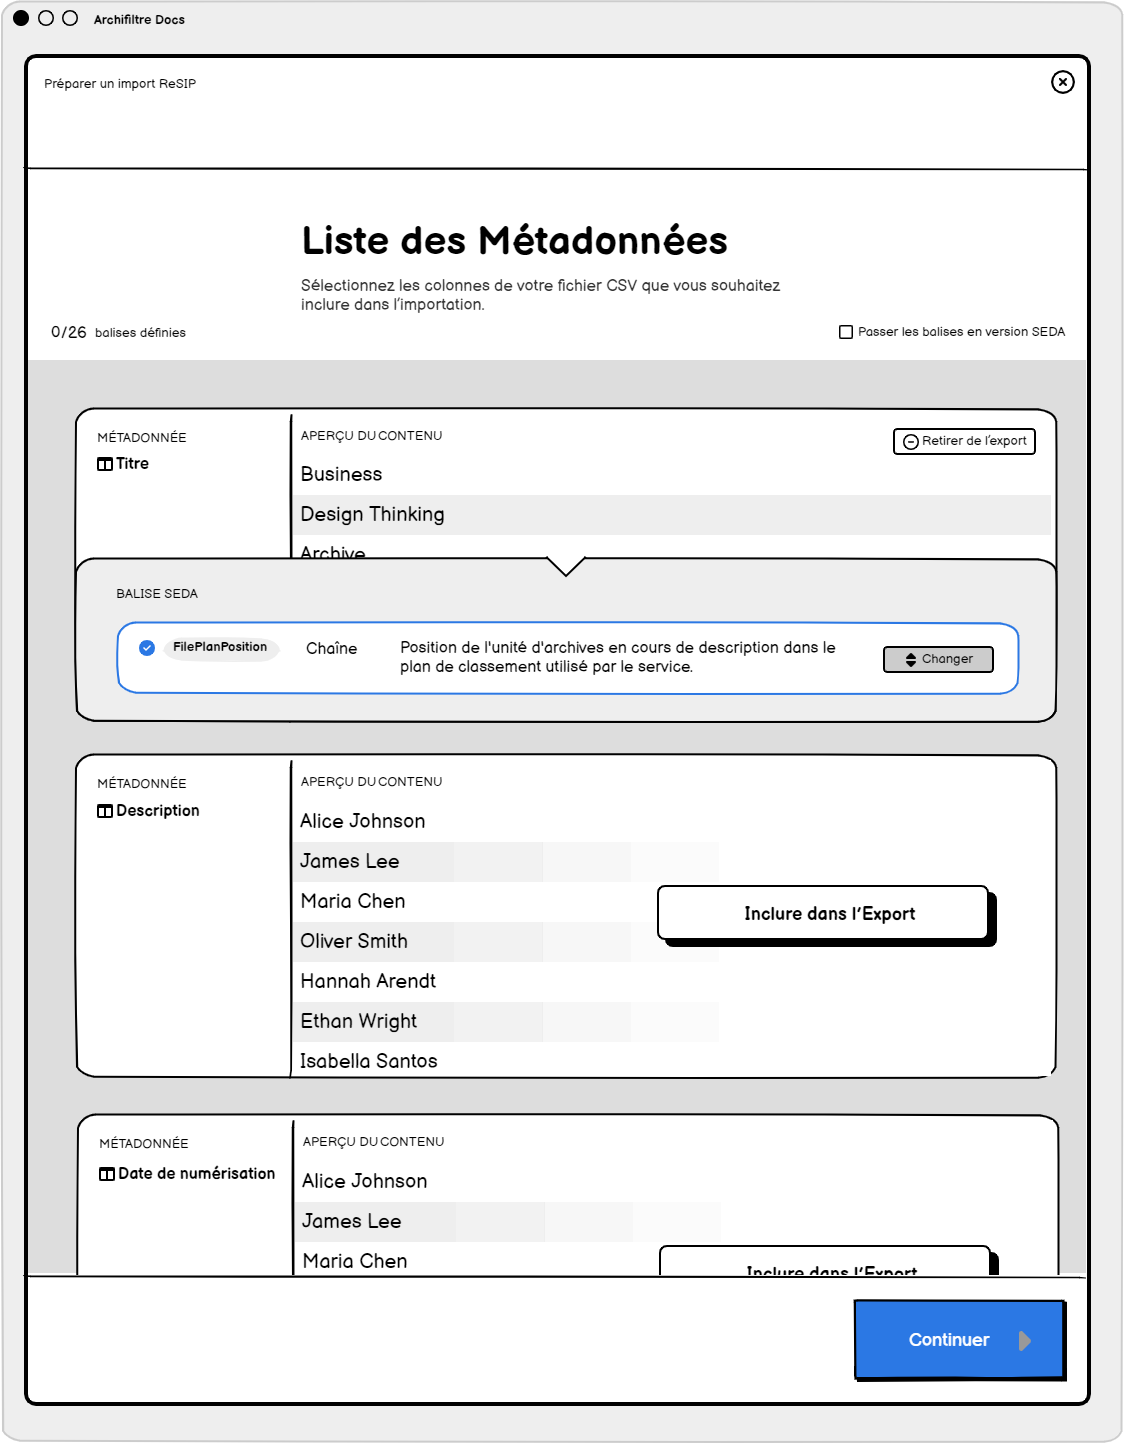 Archifiltre Docs
Préparer un import ReSIP
Liste des Métadonnées
Sélectionnez les colonnes de votre fichier CSV que vous souhaitez
inclure dans l’importation.
0/26 balises définies
Passer les balises en version SEDA
MÉTADONNÉE
Titre
APERÇU DU CONTENU
Retirer de l’export
Business
Design Thinking
Archive
BALISE SEDA
FilePlanPosition
Chaîne
Position de l'unité d'archives en cours de description dans le
plan de classement utilisé par le service.
Changer
MÉTADONNÉE
Description
APERÇU DU CONTENU
Alice Johnson
James Lee
Maria Chen
Oliver Smith
Hannah Arendt
Ethan Wright
Isabella Santos
Inclure dans l’Export
MÉTADONNÉE
Date de numérisation
APERÇU DU CONTENU
Alice Johnson
James Lee
Maria Chen
Inclure dans l’Export
Continuer